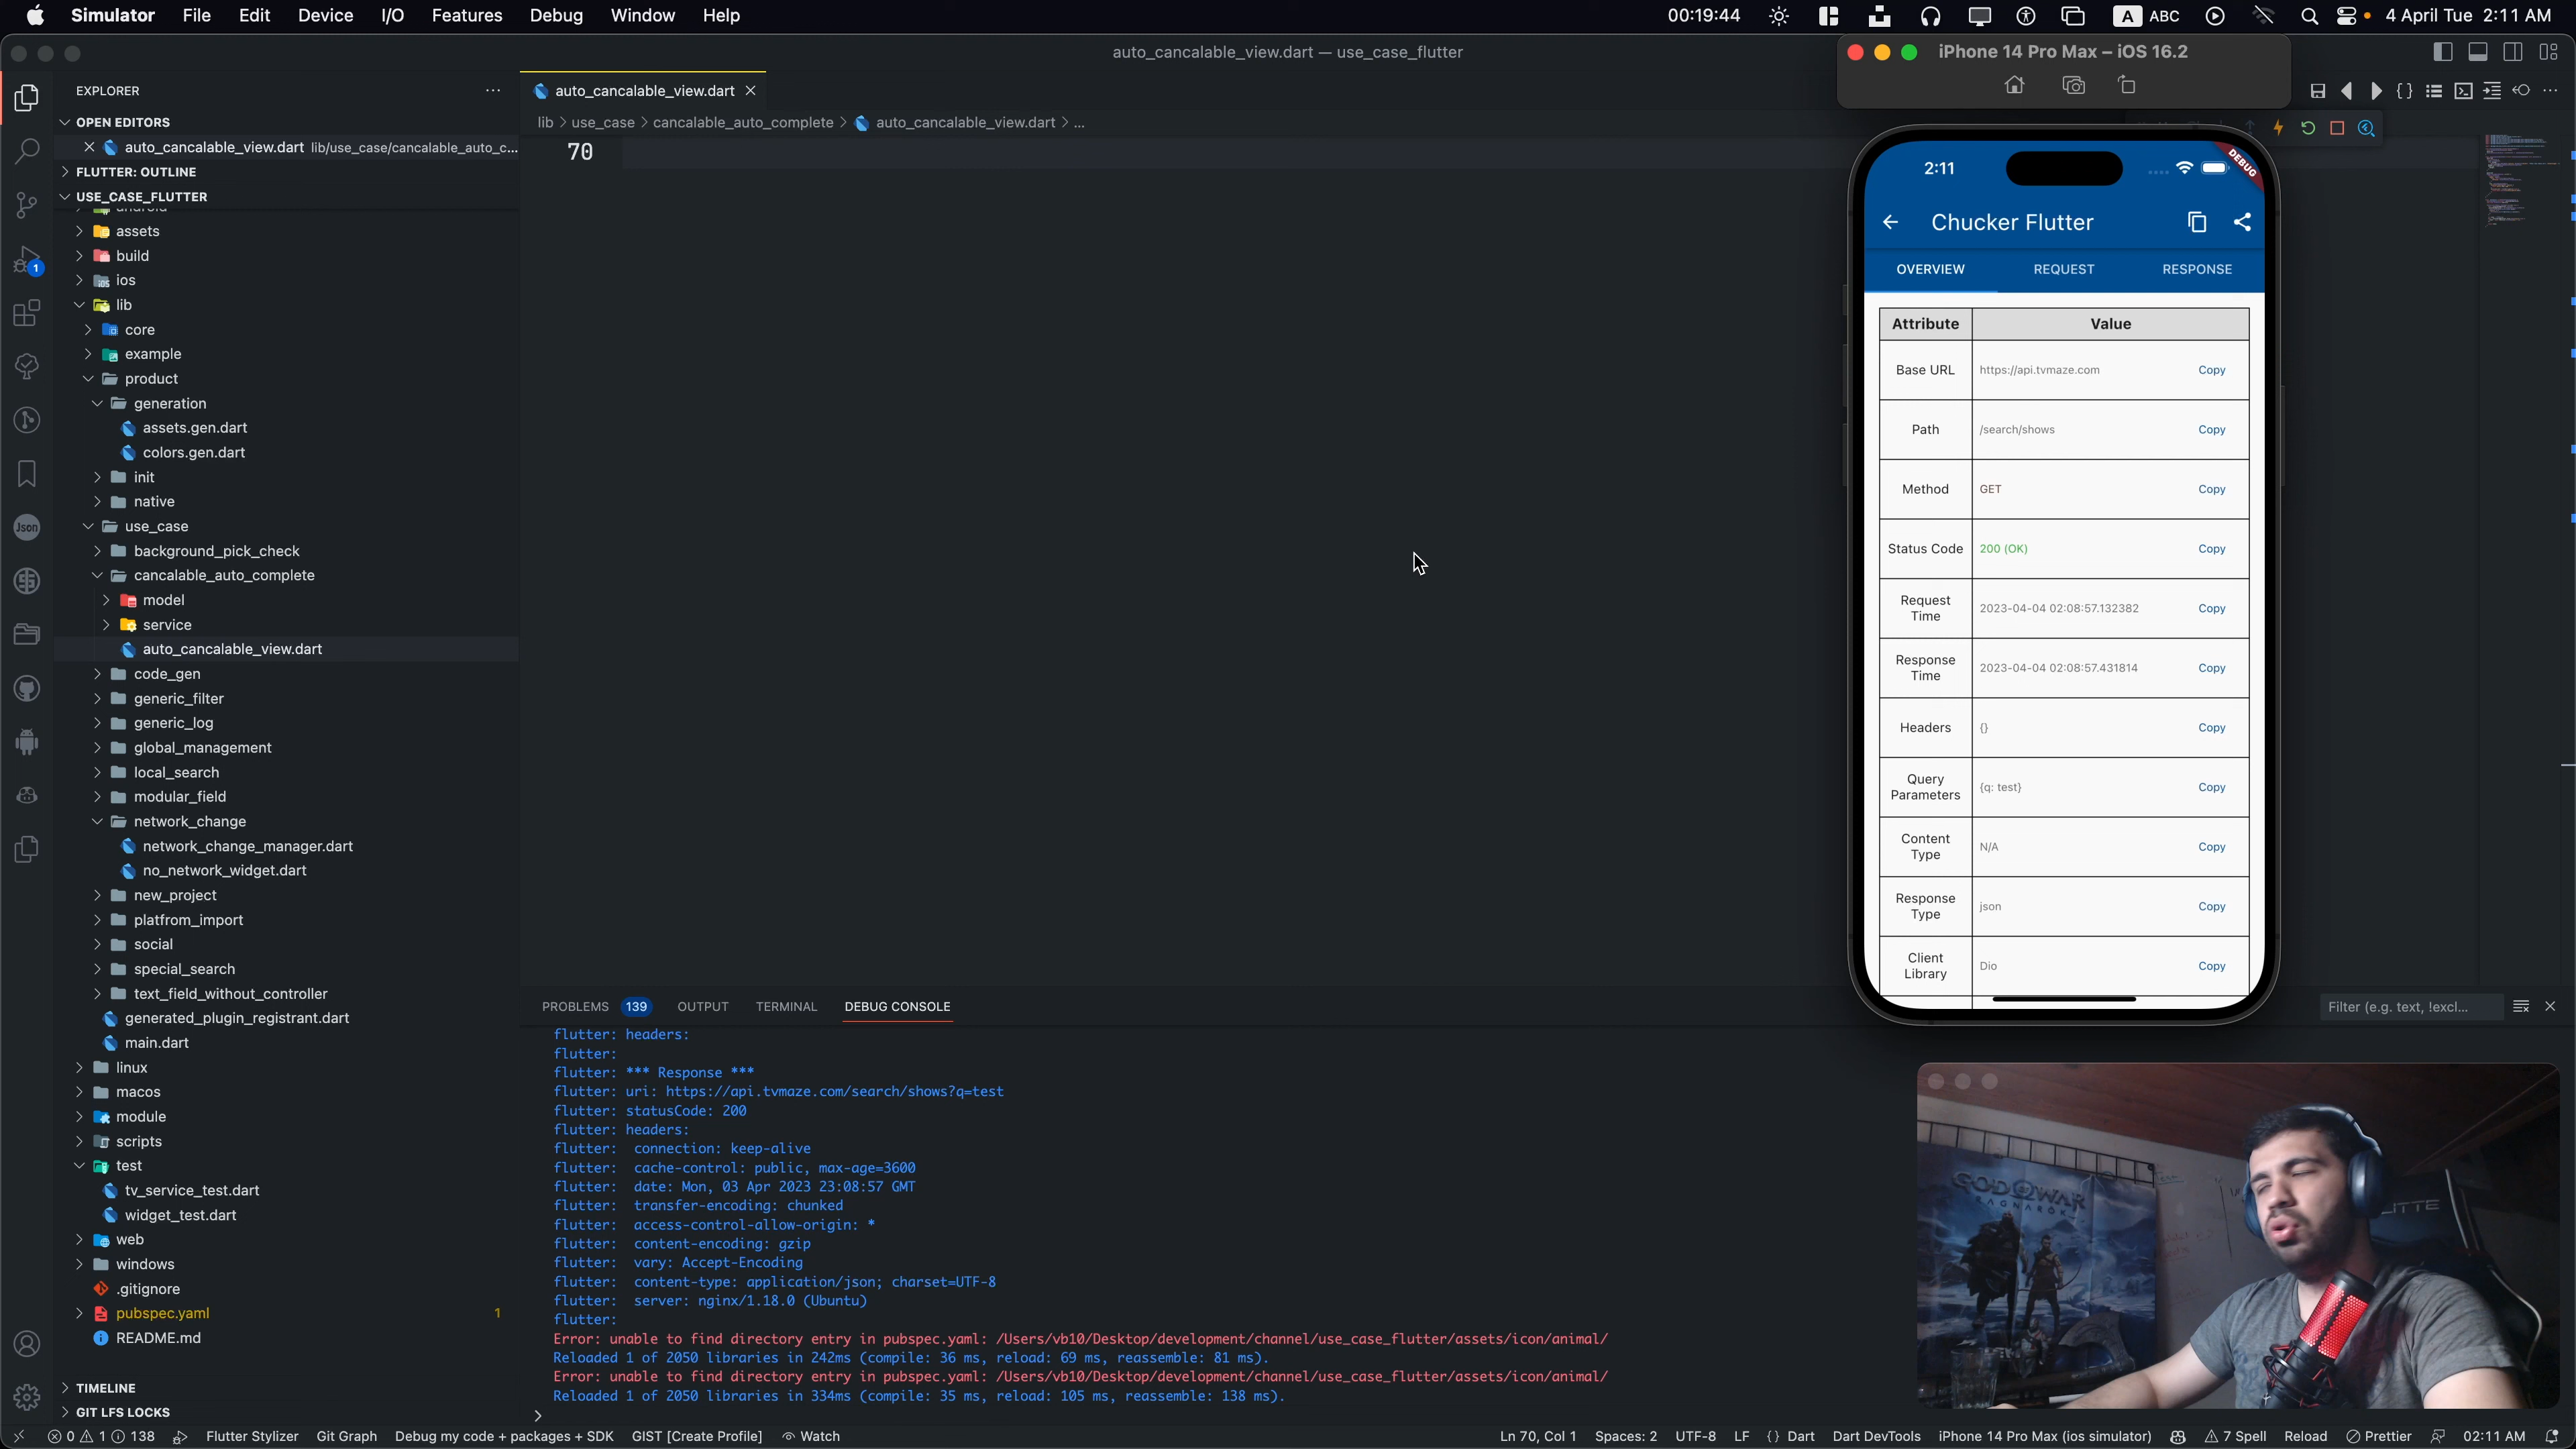 Simulator File Edit Device I/O Features Debug Window Help
00:19:44 A ABC 4 April Tue 2:11 AM
auto_cancalable_view.dart — use_case_flutter
iPhone 14 Pro Max – iOS 16.2
EXPLORER
OPEN EDITORS
auto_cancalable_view.dart lib/use_case/cancalable_auto_c...
FLUTTER: OUTLINE
USE_CASE_FLUTTER
android
assets
build
ios
lib
core
example
product
generation
assets.gen.dart
colors.gen.dart
init
native
use_case
background_pick_check
cancalable_auto_complete
model
service
auto_cancalable_view.dart
code_gen
generic_filter
generic_log
global_management
local_search
modular_field
network_change
network_change_manager.dart
no_network_widget.dart
new_project
platfrom_import
social
special_search
text_field_without_controller
generated_plugin_registrant.dart
main.dart
linux
macos
module
scripts
test
tv_service_test.dart
widget_test.dart
web
windows
.gitignore
pubspec.yaml 1
README.md
TIMELINE
GIT LFS LOCKS
1
Json
auto_cancalable_view.dart
lib > use_case > cancalable_auto_complete > auto_cancalable_view.dart > ...
70
2:11
DEBUG
Chucker Flutter
OVERVIEW REQUEST RESPONSE
Attribute Value
Base URL https://api.tvmaze.com Copy
Path /search/shows Copy
Method GET Copy
Status Code 200 (OK) Copy
Request Time 2023-04-04 02:08:57.132382 Copy
Response Time 2023-04-04 02:08:57.431814 Copy
Headers {} Copy
Query Parameters {q: test} Copy
Content Type N/A Copy
Response Type json Copy
Client Library Dio Copy
PROBLEMS 139 OUTPUT TERMINAL DEBUG CONSOLE
Filter (e.g. text, !excl...
flutter: headers:
flutter:
flutter: *** Response ***
flutter: uri: https://api.tvmaze.com/search/shows?q=test
flutter: statusCode: 200
flutter: headers:
flutter: connection: keep-alive
flutter: cache-control: public, max-age=3600
flutter: date: Mon, 03 Apr 2023 23:08:57 GMT
flutter: transfer-encoding: chunked
flutter: access-control-allow-origin: *
flutter: content-encoding: gzip
flutter: vary: Accept-Encoding
flutter: content-type: application/json; charset=UTF-8
flutter: server: nginx/1.18.0 (Ubuntu)
flutter:
Error: unable to find directory entry in pubspec.yaml: /Users/vb10/Desktop/development/channel/use_case_flutter/assets/icon/animal/
Reloaded 1 of 2050 libraries in 242ms (compile: 36 ms, reload: 69 ms, reassemble: 81 ms).
Error: unable to find directory entry in pubspec.yaml: /Users/vb10/Desktop/development/channel/use_case_flutter/assets/icon/animal/
Reloaded 1 of 2050 libraries in 334ms (compile: 35 ms, reload: 105 ms, reassemble: 138 ms).
GOD OF WAR
RAGNARÖK
0 1 138 Flutter Stylizer Git Graph Debug my code + packages + SDK GIST [Create Profile] Watch
Ln 70, Col 1 Spaces: 2 UTF-8 LF {} Dart Dart DevTools iPhone 14 Pro Max (ios simulator) 7 Spell Reload Prettier 02:11 AM